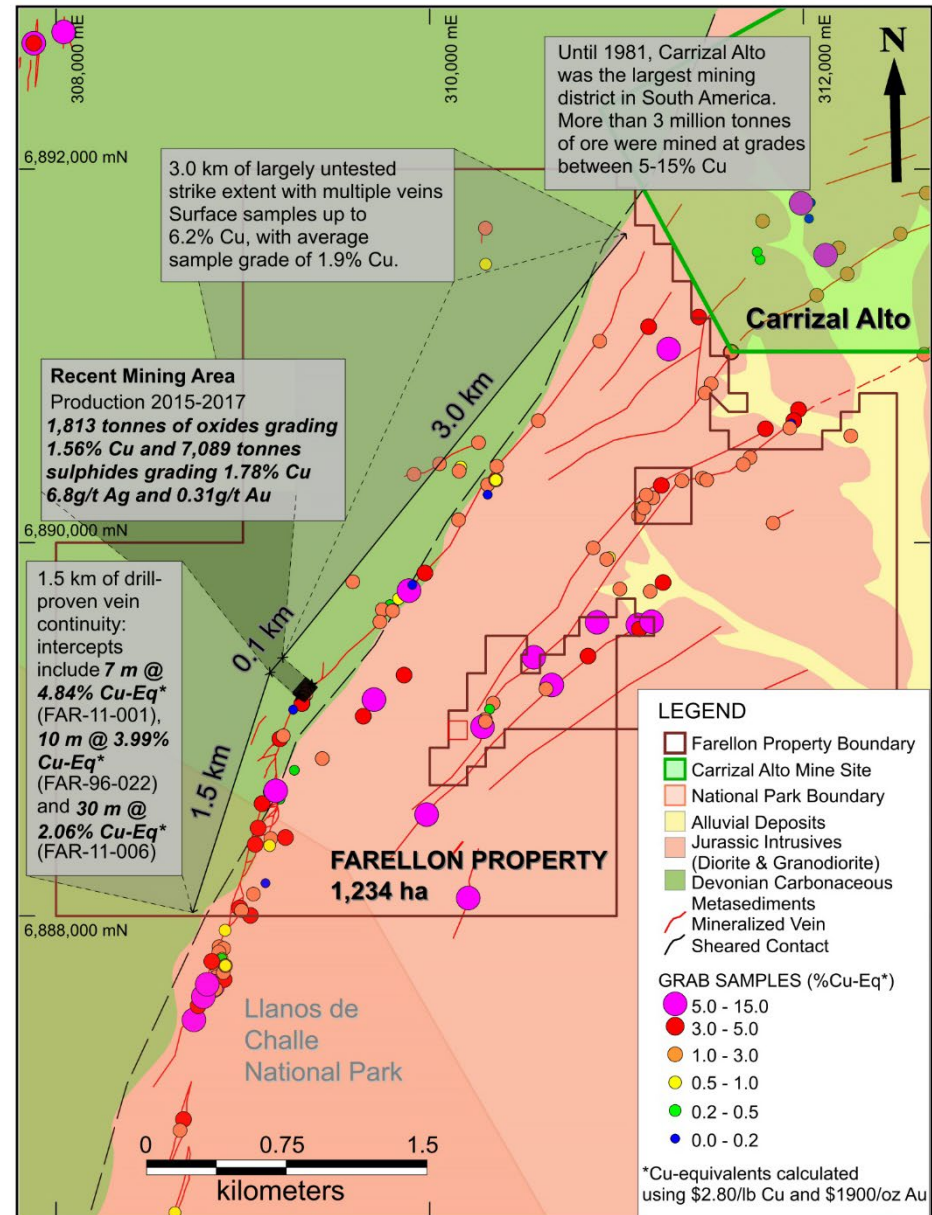 308,000 mE
310,000 mE
312,000 mE
N
Until 1981, Carrizal Alto
was the largest mining
district in South America.
More than 3 million tonnes
of ore were mined at grades
between 5-15% Cu
6,892,000 mN
3.0 km of largely untested
strike extent with multiple veins
Surface samples up to
6.2% Cu, with average
sample grade of 1.9% Cu.
Carrizal Alto
3.0 km
Recent Mining Area
Production 2015-2017
1,813 tonnes of oxides grading
1.56% Cu and 7,089 tonnes
sulphides grading 1.78% Cu
6.8g/t Ag and 0.31g/t Au
6,890,000 mN
0.1 km
1.5 km
1.5 km of drill-
proven vein
continuity:
intercepts
include 7 m @
4.84% Cu-Eq*
(FAR-11-001),
10 m @ 3.99%
Cu-Eq*
(FAR-96-022)
and 30 m @
2.06% Cu-Eq*
(FAR-11-006)
FARELLON PROPERTY
1,234 ha
6,888,000 mN
Llanos de
Challe
National Park
0 0.75 1.5
kilometers
LEGEND
Farellon Property Boundary
Carrizal Alto Mine Site
National Park Boundary
Alluvial Deposits
Jurassic Intrusives
(Diorite & Granodiorite)
Devonian Carbonaceous
Metasediments
Mineralized Vein
Sheared Contact
GRAB SAMPLES (%Cu-Eq*)
5.0 - 15.0
3.0 - 5.0
1.0 - 3.0
0.5 - 1.0
0.2 - 0.5
0.0 - 0.2
*Cu-equivalents calculated
using $2.80/lb Cu and $1900/oz Au